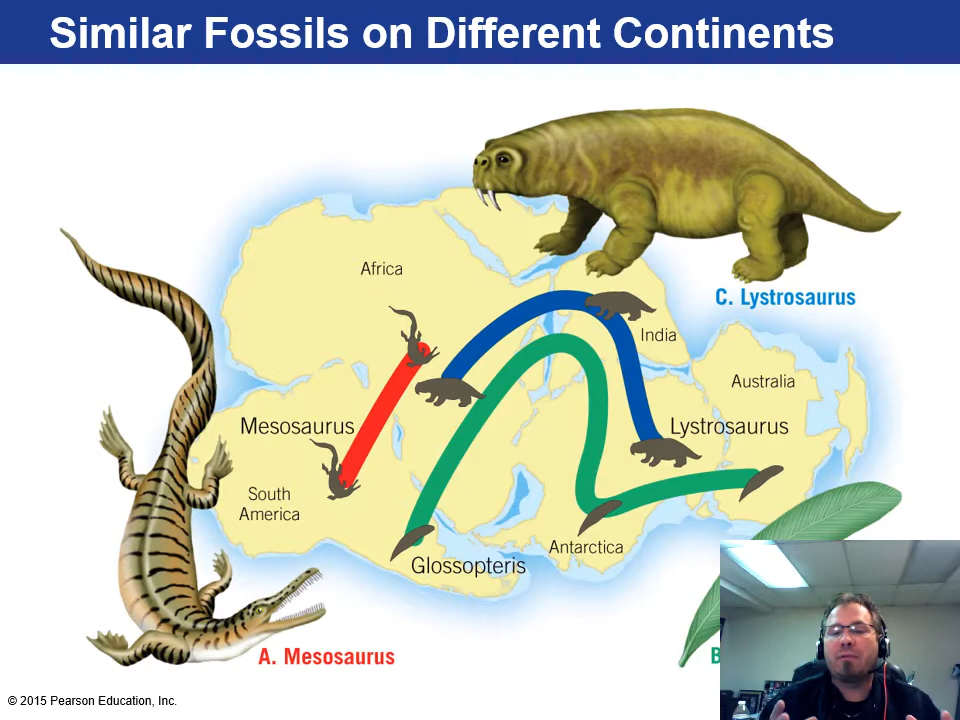 Similar Fossils on Different Continents
Africa
C. Lystrosaurus
India
Australia
Mesosaurus
Lystrosaurus
South
America
Antarctica
Glossopteris
A. Mesosaurus
B
© 2015 Pearson Education, Inc.